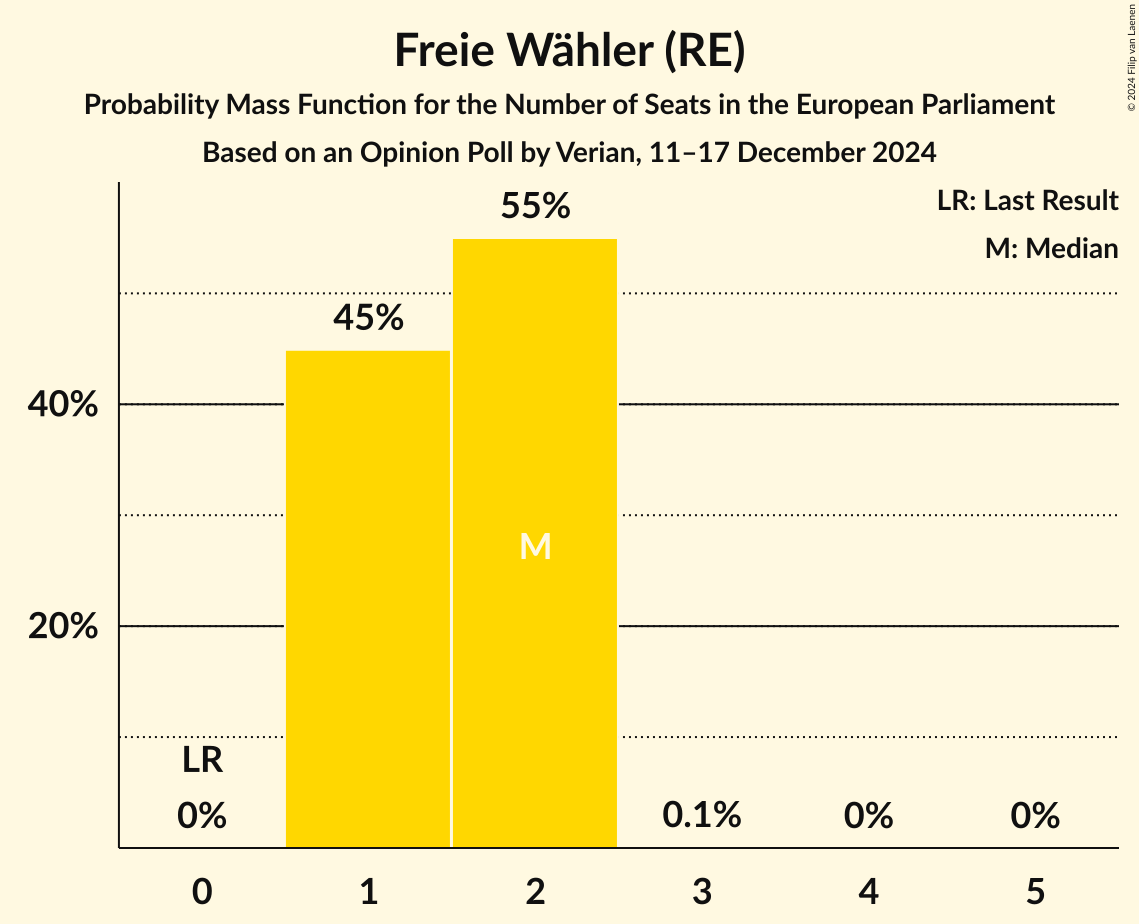 Freie Wähler (RE)
Probability Mass Function for the Number of Seats in the European Parliament
Based on an Opinion Poll by Verian, 11–17 December 2024
© 2024 Filip van Laenen
LR: Last Result
M: Median
55%
45%
40%
M
20%
LR
0%
0.1%
0%
0%
0
1
2
3
4
5